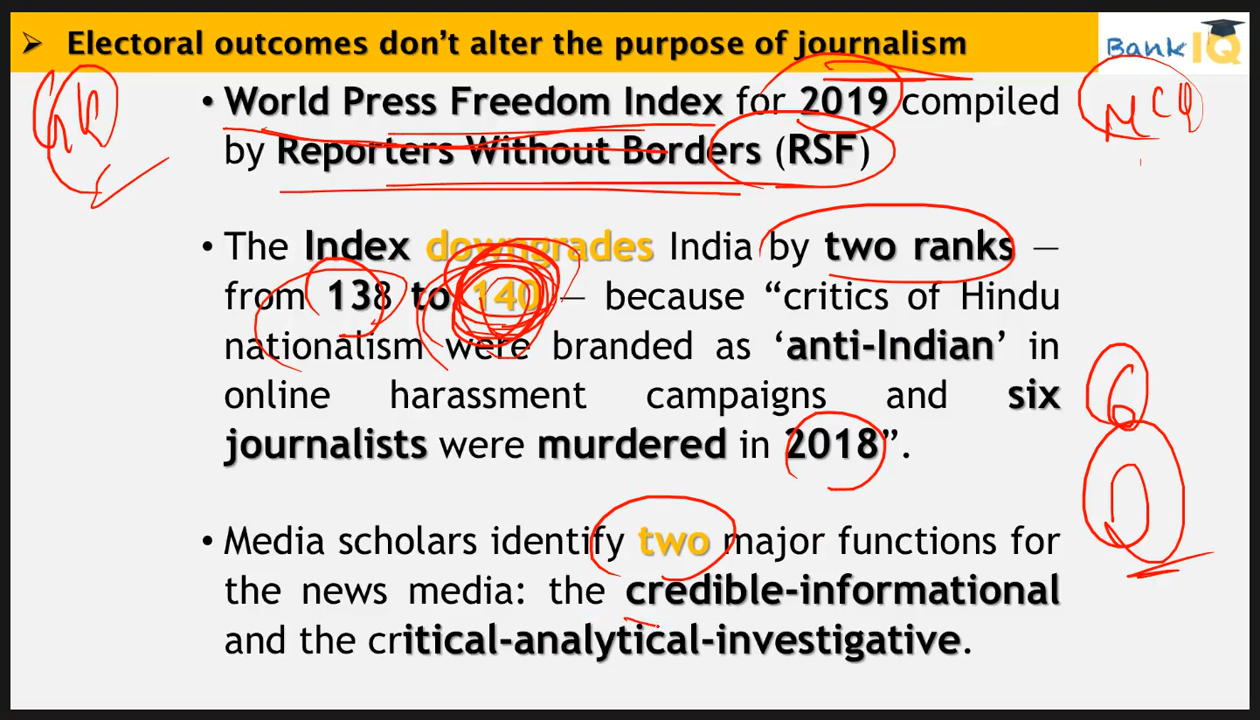 ➢ Electoral outcomes don't alter the purpose of journalism
Bank IQ
• World Press Freedom Index for 2019 compiled
by Reporters Without Borders (RSF)
MCQ
• The Index downgrades India by two ranks —
from 138 to 140 — because “critics of Hindu
nationalism were branded as ‘anti-Indian’ in
online harassment campaigns and six
journalists were murdered in 2018”.
• Media scholars identify two major functions for
the news media: the credible-informational
and the critical-analytical-investigative.